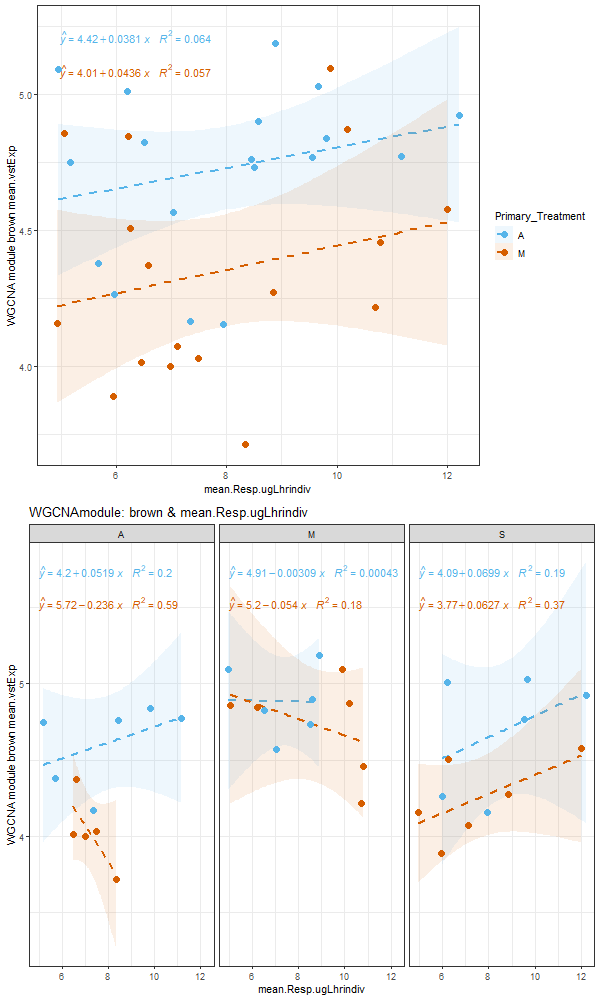 ŷ = 4.42 + 0.0381 x   R² = 0.064
ŷ = 4.01 + 0.0436 x   R² = 0.057
5.0
4.5
4.0
WGCNA module brown mean.vstExp
6 8 10 12
mean.Resp.ugLhrindiv
Primary_Treatment
A
M
WGCNAmodule: brown & mean.Resp.ugLhrindiv
A M S
ŷ = 4.2 + 0.0519 x   R² = 0.2
ŷ = 5.72 − 0.236 x   R² = 0.59
ŷ = 4.91 − 0.00309 x   R² = 0.00043
ŷ = 5.2 − 0.054 x   R² = 0.18
ŷ = 4.09 + 0.0699 x   R² = 0.19
ŷ = 3.77 + 0.0627 x   R² = 0.37
5
4
WGCNA module brown mean.vstExp
6 8 10 12 6 8 10 12 6 8 10 12
mean.Resp.ugLhrindiv